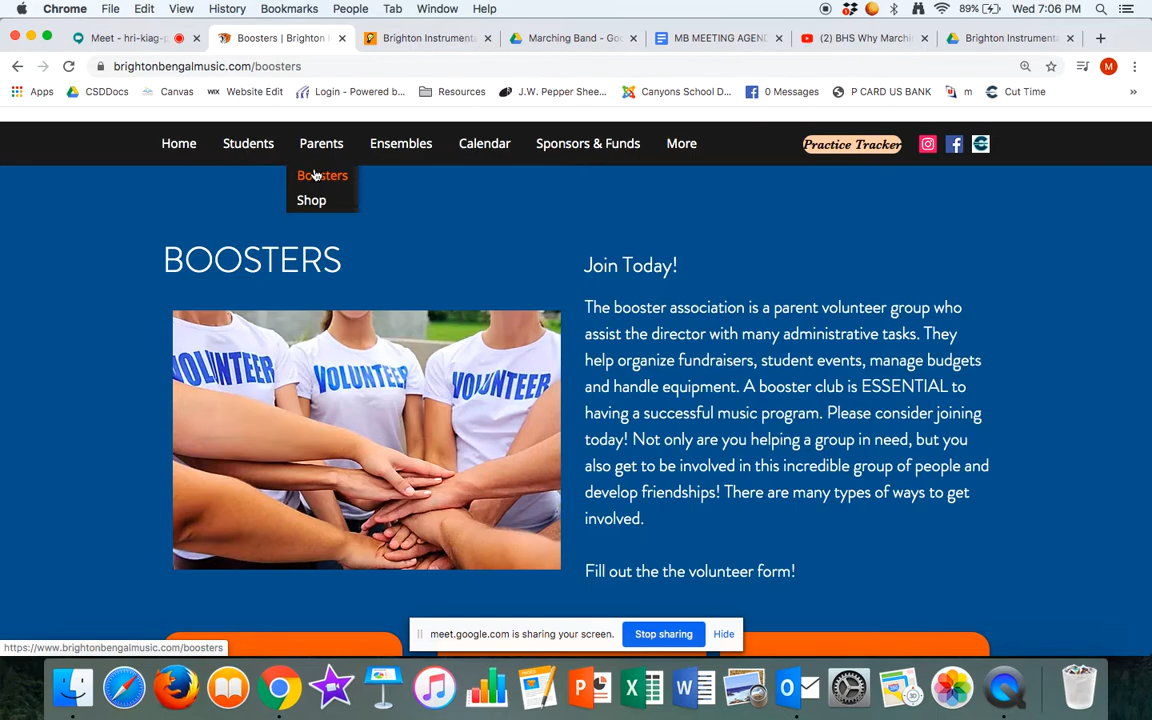 Chrome File Edit View History Bookmarks People Tab Window Help 89% Wed 7:06 PM
Meet - hri-kiag- Boosters | Brighton Brighton Instrumenta Marching Band - Goo MB MEETING AGEND (2) BHS Why Marchin Brighton Instrumenta
brightonbengalmusic.com/boosters M
Apps CSDDocs Canvas WIX Website Edit Login - Powered b... Resources J.W. Pepper Shee... Canyons School D... 0 Messages P CARD US BANK m Cut Time »
Home Students Parents Ensembles Calendar Sponsors & Funds More Practice Tracker
Boosters
Shop
BOOSTERS
Join Today!
The booster association is a parent volunteer group who
assist the director with many administrative tasks. They
help organize fundraisers, student events, manage budgets
and handle equipment. A booster club is ESSENTIAL to
having a successful music program. Please consider joining
today! Not only are you helping a group in need, but you
also get to be involved in this incredible group of people and
develop friendships! There are many types of ways to get
involved.
Fill out the the volunteer form!
VOLUNTEER VOLUNTEER VOLUNTEER
meet.google.com is sharing your screen. Stop sharing Hide
https://www.brightonbengalmusic.com/boosters